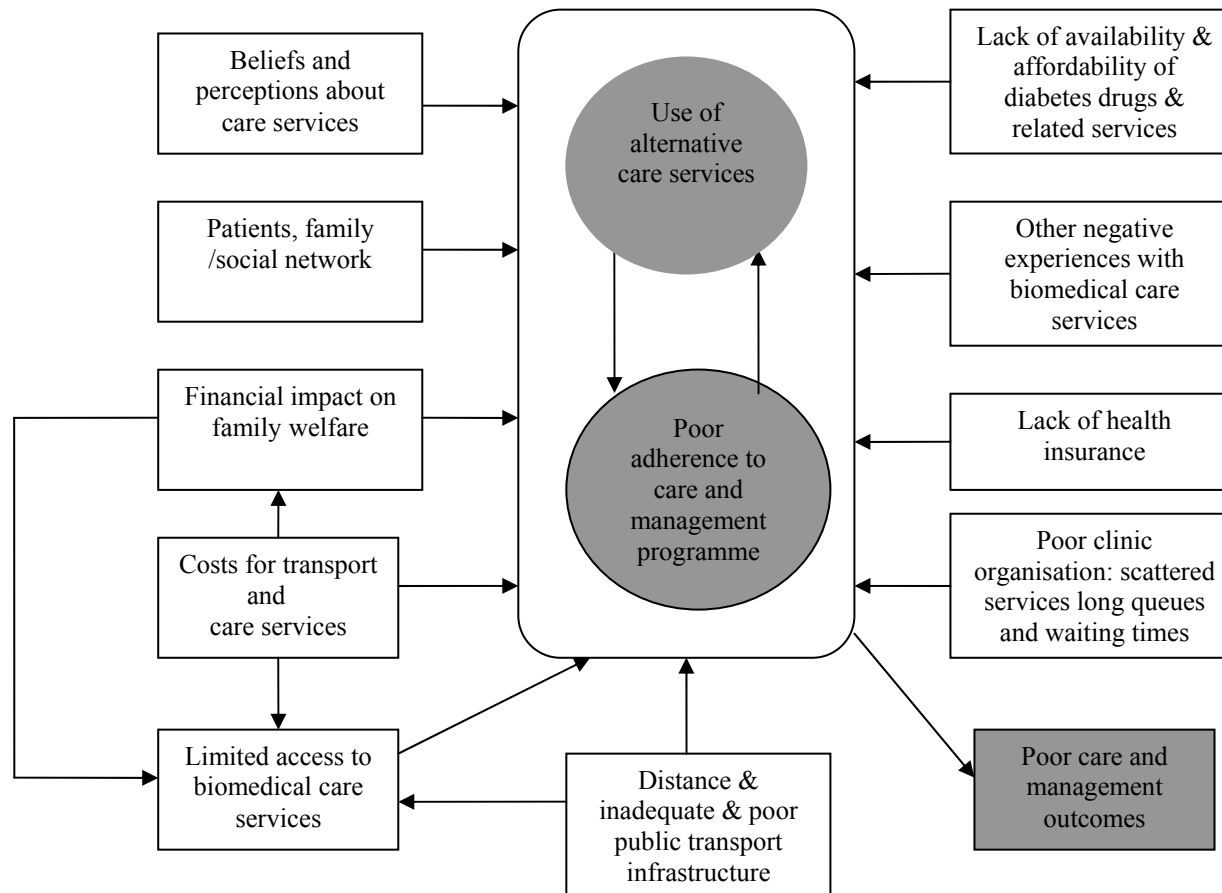 Beliefs and
perceptions about
care services
Patients, family
/social network
Financial impact on
family welfare
Costs for transport
and
care services
Limited access to
biomedical care
services
Use of
alternative
care services
Poor
adherence to
care and
management
programme
Distance &
inadequate & poor
public transport
infrastructure
Lack of availability &
affordability of
diabetes drugs &
related services
Other negative
experiences with
biomedical care
services
Lack of health
insurance
Poor clinic
organisation: scattered
services long queues
and waiting times
Poor care and
management
outcomes